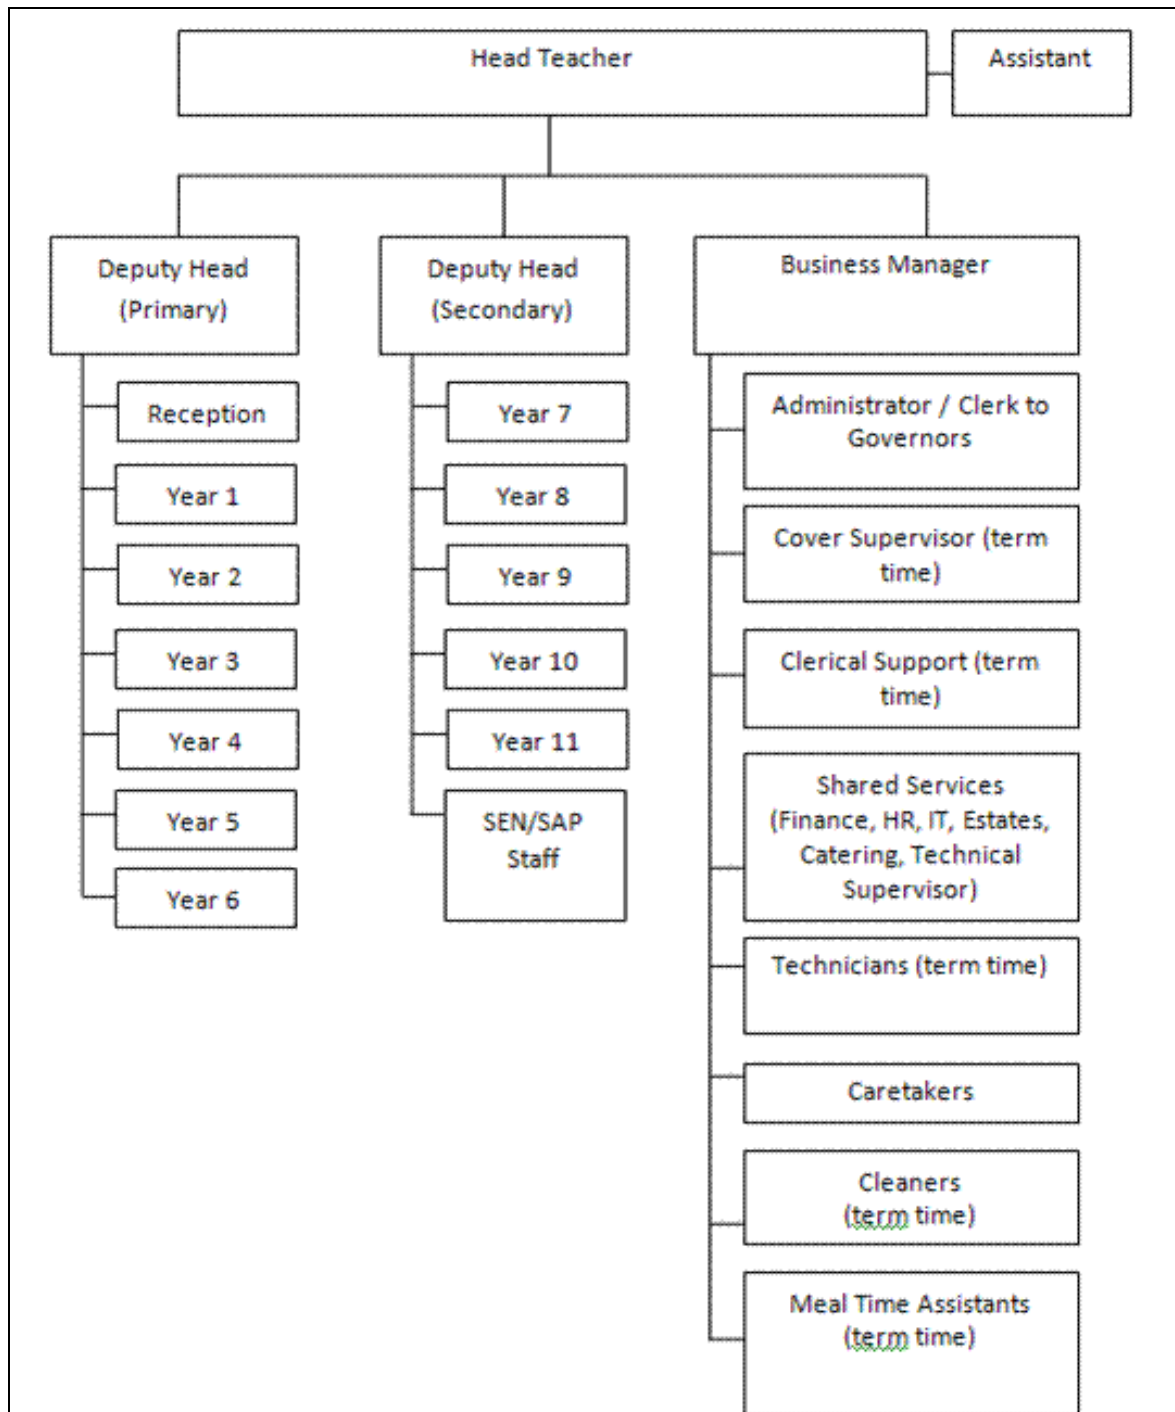 Head Teacher
Assistant
Deputy Head
(Primary)
Reception
Year 1
Year 2
Year 3
Year 4
Year 5
Year 6
Deputy Head
(Secondary)
Year 7
Year 8
Year 9
Year 10
Year 11
SEN/SAP
Staff
Business Manager
Administrator / Clerk to
Governors
Cover Supervisor (term
time)
Clerical Support (term
time)
Shared Services
(Finance, HR, IT, Estates,
Catering, Technical
Supervisor)
Technicians (term time)
Caretakers
Cleaners
(term time)
Meal Time Assistants
(term time)